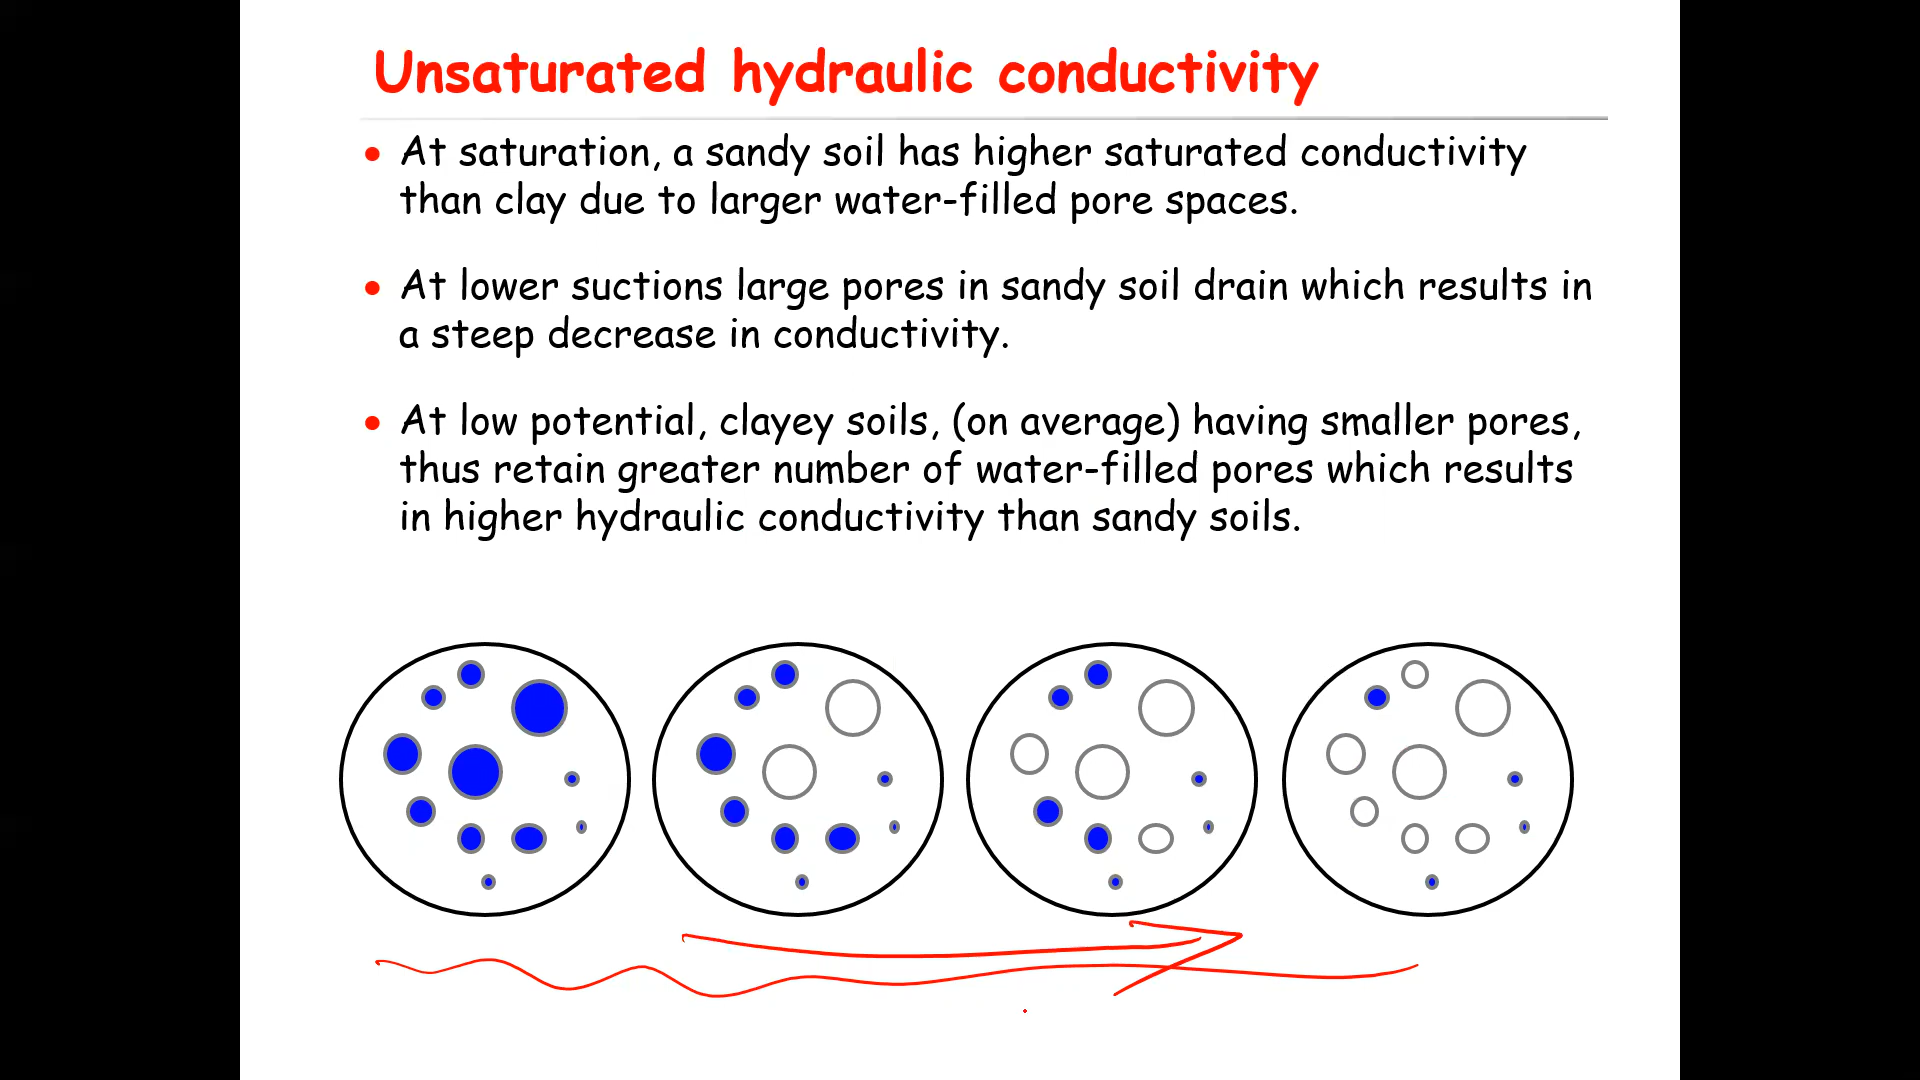 Unsaturated hydraulic conductivity
• At saturation, a sandy soil has higher saturated conductivity
than clay due to larger water-filled pore spaces.
• At lower suctions large pores in sandy soil drain which results in
a steep decrease in conductivity.
• At low potential, clayey soils, (on average) having smaller pores,
thus retain greater number of water-filled pores which results
in higher hydraulic conductivity than sandy soils.